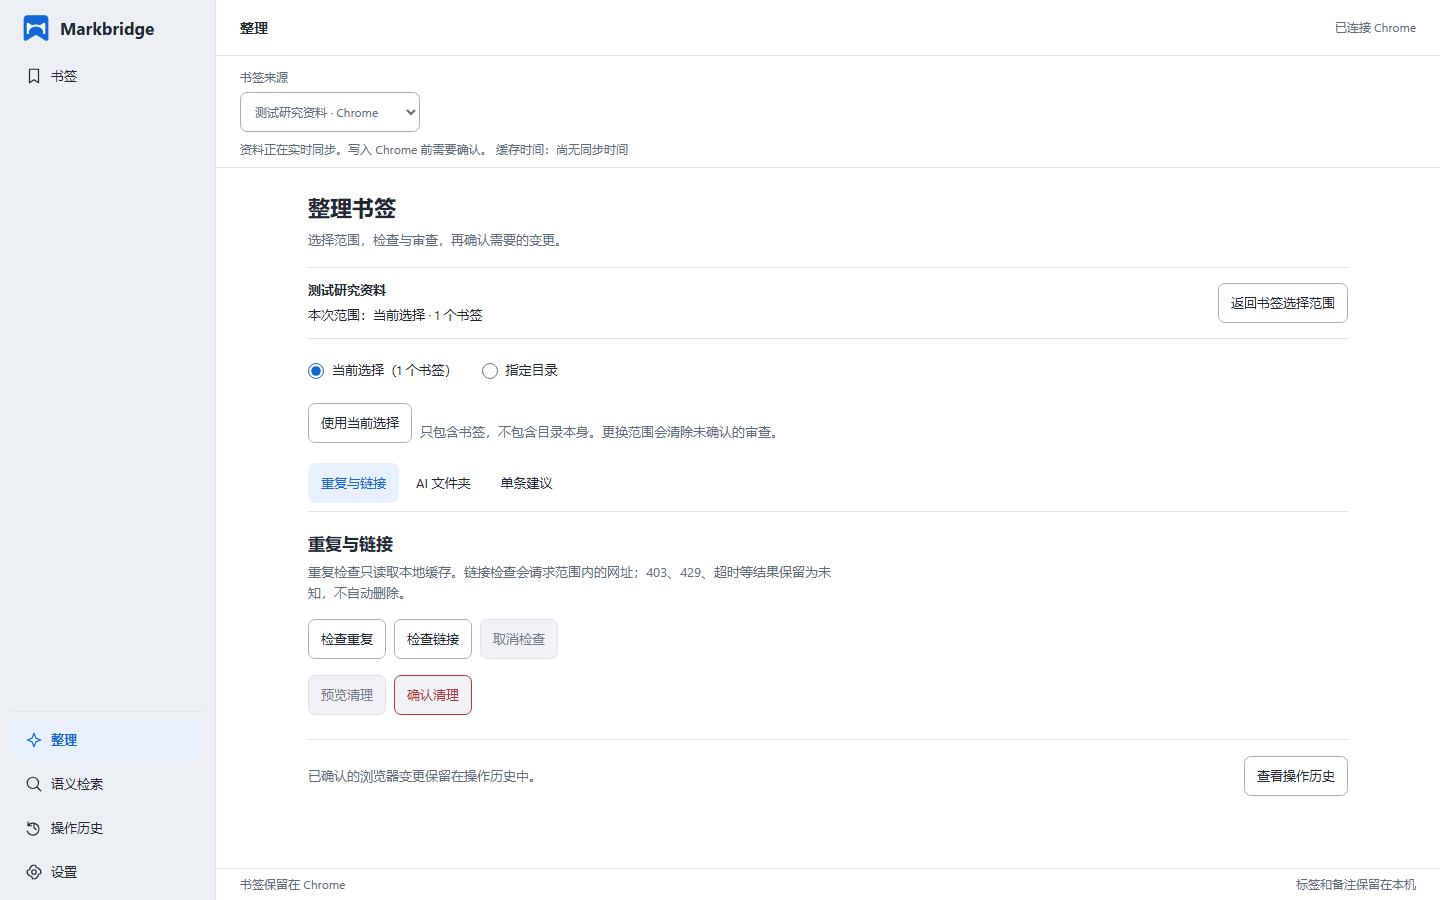 Markbridge
书签
整理
语义检索
操作历史
设置
整理
已连接 Chrome
书签来源
测试研究资料 · Chrome
资料正在实时同步。写入 Chrome 前需要确认。 缓存时间：尚无同步时间
整理书签
选择范围，检查与审查，再确认需要的变更。
测试研究资料
本次范围：当前选择 · 1 个书签
返回书签选择范围
当前选择（1 个书签）
指定目录
使用当前选择
只包含书签，不包含目录本身。更换范围会清除未确认的审查。
重复与链接
AI 文件夹
单条建议
重复与链接
重复检查只读取本地缓存。链接检查会请求范围内的网址；403、429、超时等结果保留为未
知，不自动删除。
检查重复
检查链接
取消检查
预览清理
确认清理
已确认的浏览器变更保留在操作历史中。
查看操作历史
书签保留在 Chrome
标签和备注保留在本机